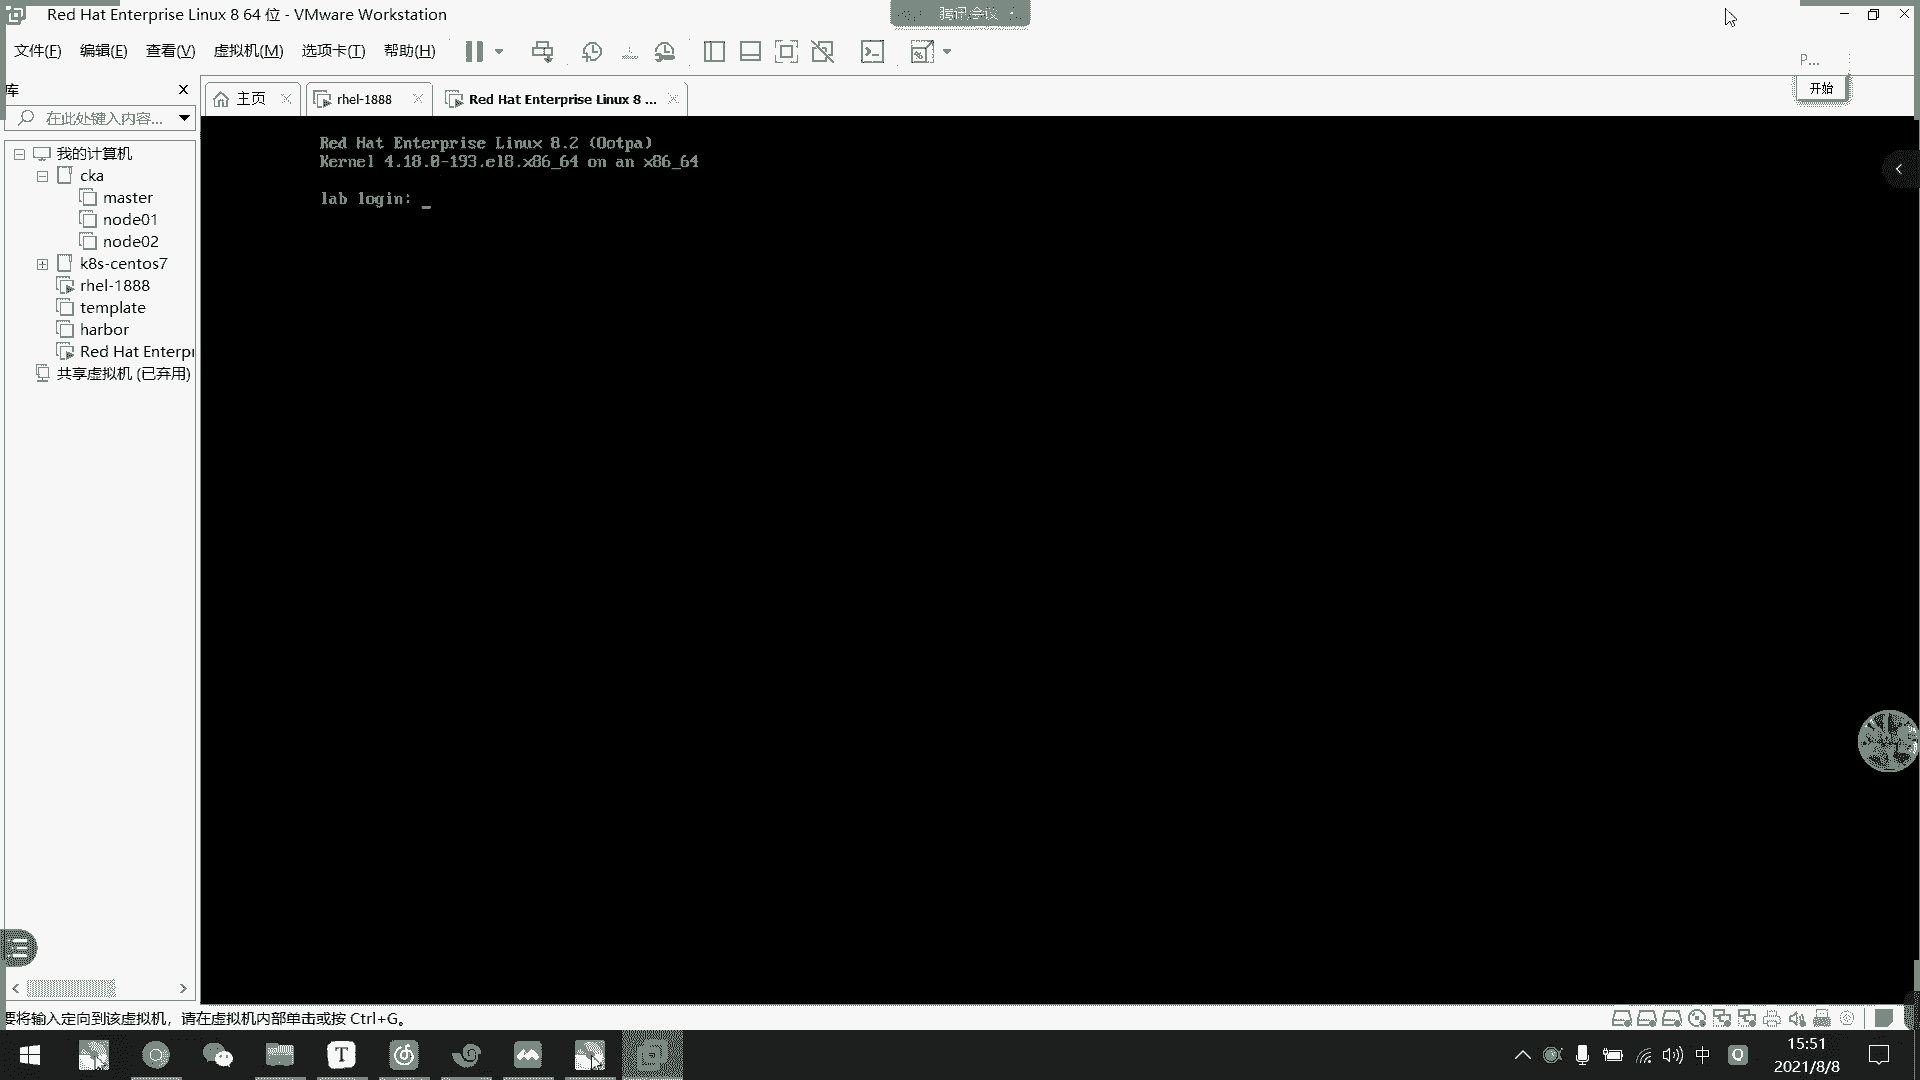 Red Hat Enterprise Linux 8 64 位 - VMware Workstation
腾讯会议
文件(F) 编辑(E) 查看(V) 虚拟机(M) 选项卡(T) 帮助(H)
P...
开始
库
在此处键入内容...
主页
rhel-1888
Red Hat Enterprise Linux 8 ...
我的计算机
cka
master
node01
node02
k8s-centos7
rhel-1888
template
harbor
Red Hat Enterpr
共享虚拟机 (已弃用)
Red Hat Enterprise Linux 8.2 (Ootpa)
Kernel 4.18.0-193.el8.x86_64 on an x86_64
lab login: _
要将输入定向到该虚拟机，请在虚拟机内部单击或按 Ctrl+G。
T
中
Q
15:51
2021/8/8